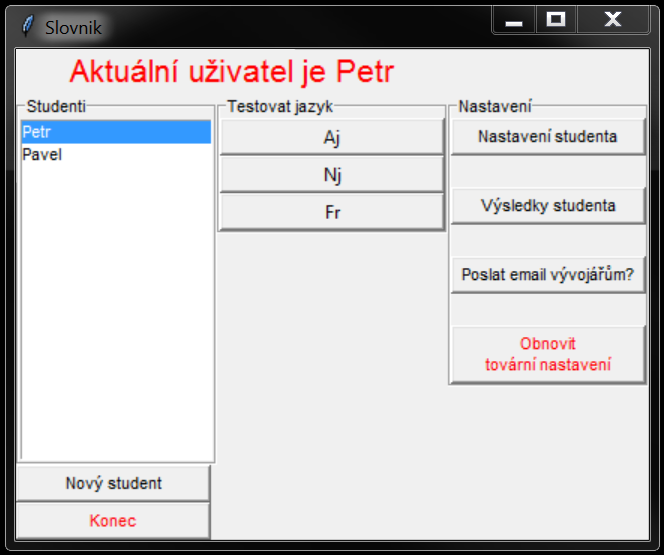 Slovnik
Aktuální uživatel je Petr
Studenti
Petr
Pavel
Nový student
Konec
Testovat jazyk
Aj
Nj
Fr
Nastavení
Nastavení studenta
Výsledky studenta
Poslat email vývojářům?
Obnovit
tovární nastavení